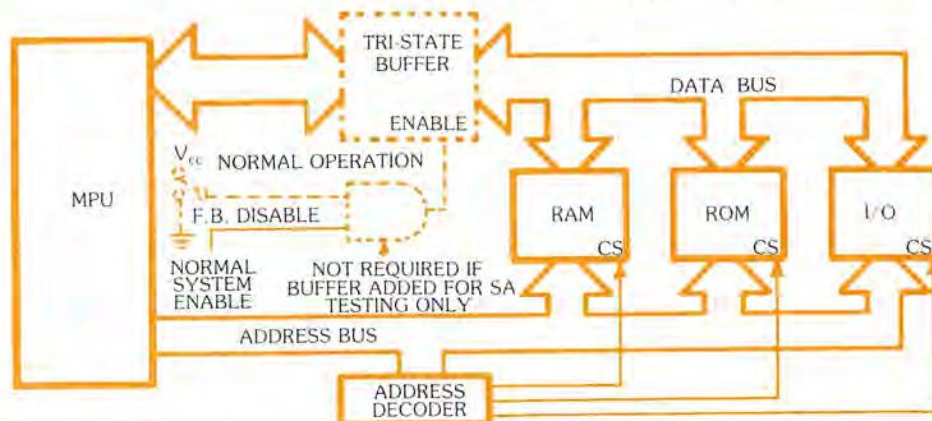 TRI-STATE
BUFFER
ENABLE
DATA BUS
MPU
Vcc NORMAL OPERATION
F.B. DISABLE
NORMAL
SYSTEM
ENABLE
NOT REQUIRED IF
BUFFER ADDED FOR SA
TESTING ONLY
RAM
CS
ROM
CS
I/O
CS
ADDRESS BUS
ADDRESS
DECODER